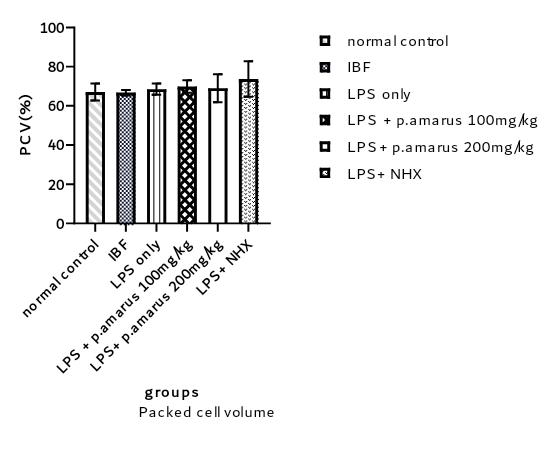 100
80
60
40
20
0
PCV(%)
normal control
IBF
LPS only
LPS + p.amarus 100mg/kg
LPS+ p.amarus 200mg/kg
LPS+ NHX
groups
Packed cell volume
normal control
IBF
LPS only
LPS + p.amarus 100mg/kg
LPS+ p.amarus 200mg/kg
LPS+ NHX